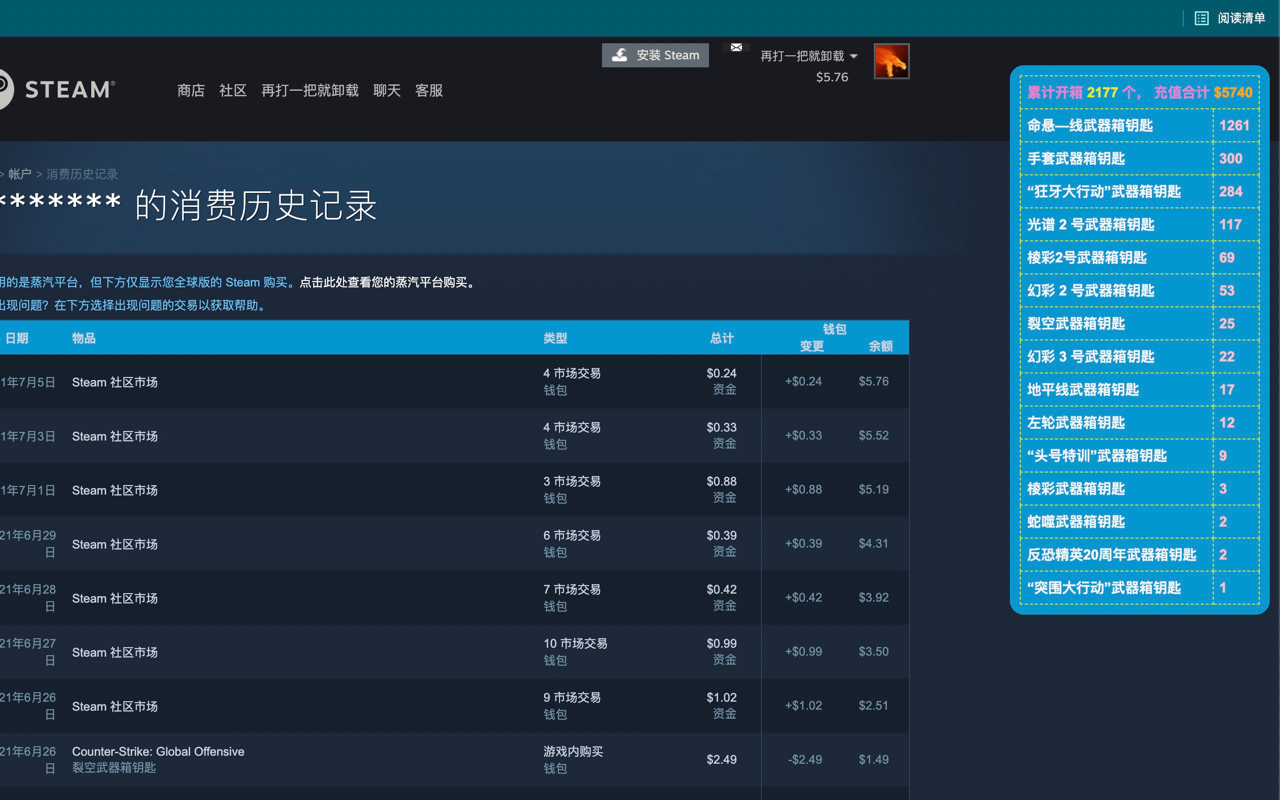 阅读清单
安装 Steam
再打一把就卸载
$5.76
STEAM®
商店 社区 再打一把就卸载 聊天 客服
> 帐户 > 消费历史记录
******* 的消费历史记录
用的是蒸汽平台，但下方仅显示您全球版的 Steam 购买。点击此处查看您的蒸汽平台购买。
出现问题？在下方选择出现问题的交易以获取帮助。
日期 物品 类型 总计 钱包
变更 余额
1年7月5日 Steam 社区市场 4 市场交易 $0.24 +$0.24 $5.76
钱包 资金
1年7月3日 Steam 社区市场 4 市场交易 $0.33 +$0.33 $5.52
钱包 资金
1年7月1日 Steam 社区市场 3 市场交易 $0.88 +$0.88 $5.19
钱包 资金
21年6月29 Steam 社区市场 6 市场交易 $0.39 +$0.39 $4.31
日 钱包 资金
21年6月28 Steam 社区市场 7 市场交易 $0.42 +$0.42 $3.92
日 钱包 资金
21年6月27 Steam 社区市场 10 市场交易 $0.99 +$0.99 $3.50
日 钱包 资金
21年6月26 Steam 社区市场 9 市场交易 $1.02 +$1.02 $2.51
日 钱包 资金
21年6月26 Counter-Strike: Global Offensive 游戏内购买 $2.49 -$2.49 $1.49
日 裂空武器箱钥匙 钱包
累计开箱 2177 个， 充值合计 $5740
命悬一线武器箱钥匙 1261
手套武器箱钥匙 300
“狂牙大行动”武器箱钥匙 284
光谱 2 号武器箱钥匙 117
棱彩2号武器箱钥匙 69
幻彩 2 号武器箱钥匙 53
裂空武器箱钥匙 25
幻彩 3 号武器箱钥匙 22
地平线武器箱钥匙 17
左轮武器箱钥匙 12
“头号特训”武器箱钥匙 9
棱彩武器箱钥匙 3
蛇噬武器箱钥匙 2
反恐精英20周年武器箱钥匙 2
“突围大行动”武器箱钥匙 1